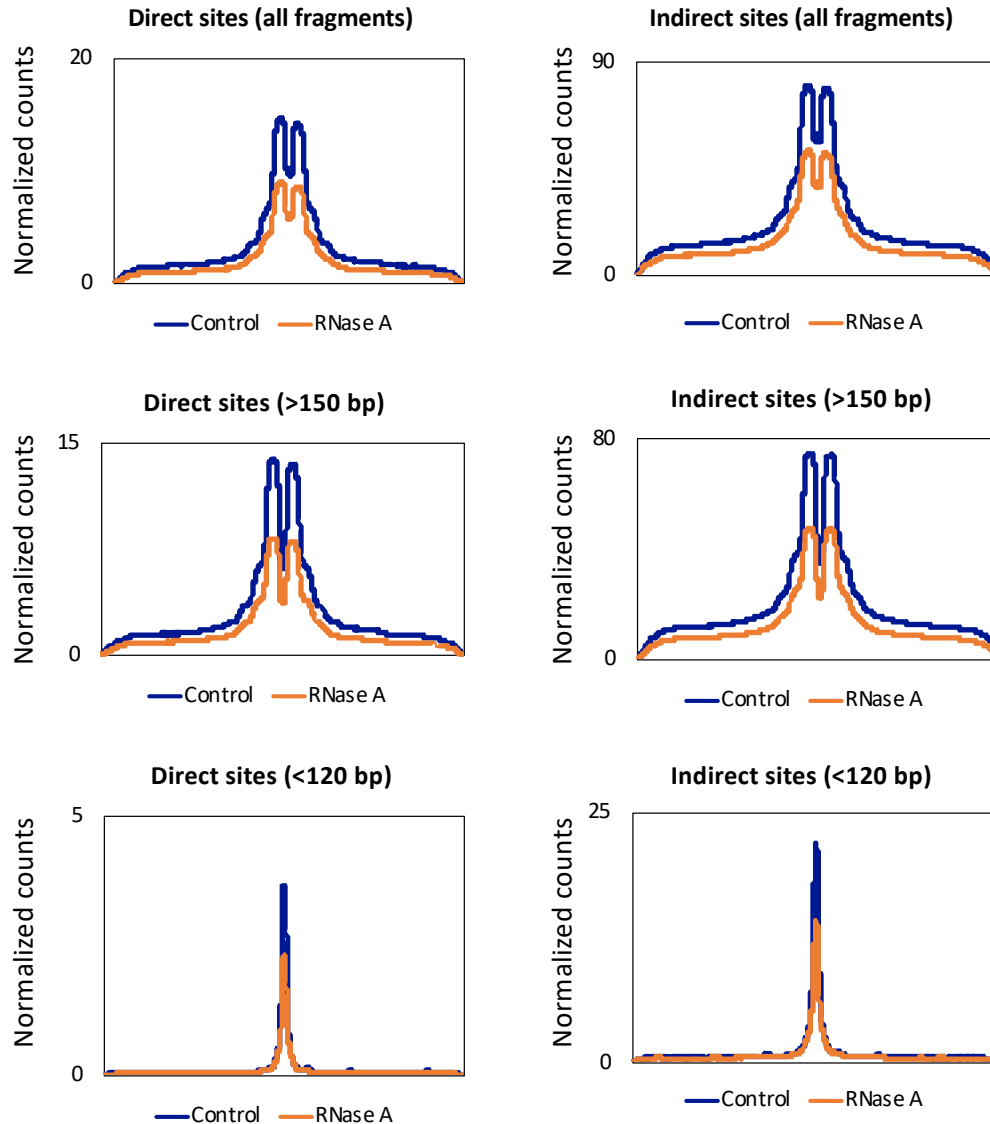 Direct sites (all fragments)
20
Normalized counts
0
Control RNase A
Indirect sites (all fragments)
90
Normalized counts
0
Control RNase A
Direct sites (>150 bp)
15
Normalized counts
0
Control RNase A
Indirect sites (>150 bp)
80
Normalized counts
0
Control RNase A
Direct sites (<120 bp)
5
Normalized counts
0
Control RNase A
Indirect sites (<120 bp)
25
Normalized counts
0
Control RNase A